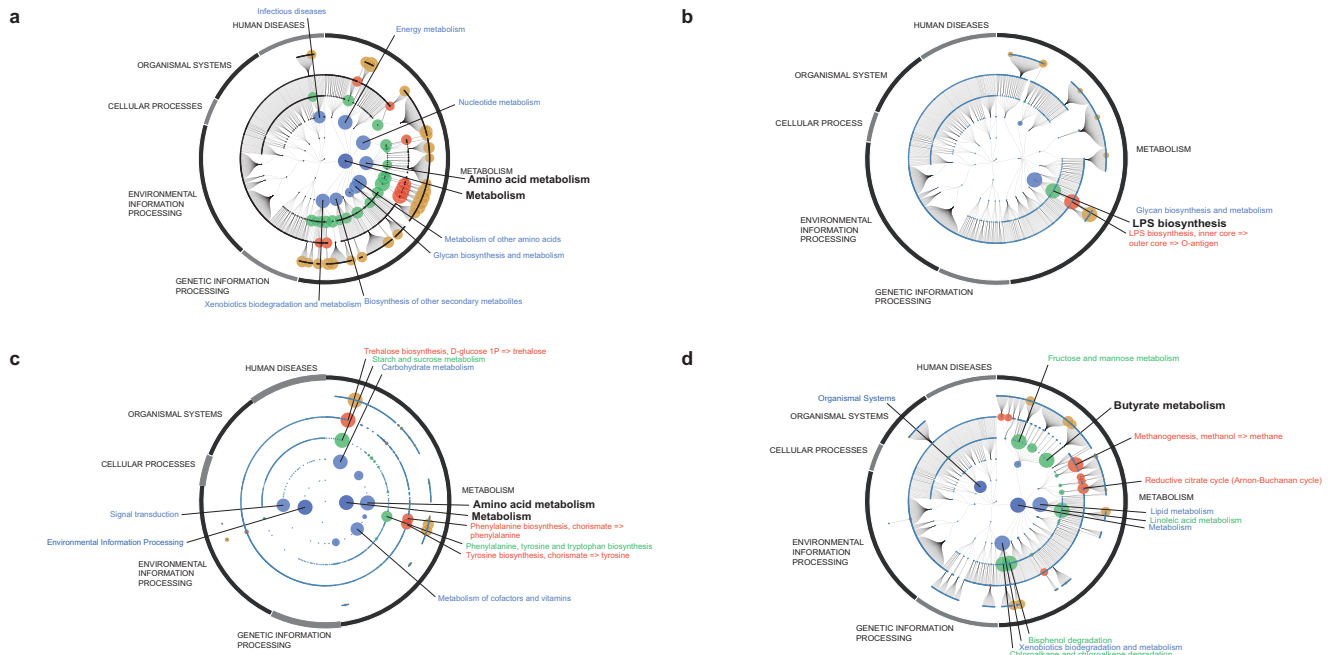 a
Infectious diseases
HUMAN DISEASES
Energy metabolism
ORGANISMAL SYSTEMS
CELLULAR PROCESSES
Nucleotide metabolism
METABOLISM
Amino acid metabolism
Metabolism
ENVIRONMENTAL
INFORMATION
PROCESSING
Metabolism of other amino acids
Glycan biosynthesis and metabolism
GENETIC INFORMATION
PROCESSING
Xenobiotics biodegradation and metabolism
Biosynthesis of other secondary metabolites
b
HUMAN DISEASES
ORGANISMAL SYSTEM
CELLULAR PROCESS
METABOLISM
Glycan biosynthesis and metabolism
LPS biosynthesis
LPS biosynthesis, inner core =>
outer core => O-antigen
ENVIRONMENTAL
INFORMATION
PROCESSING
GENETIC INFORMATION
PROCESSING
c
Trehalose biosynthesis, D-glucose 1P => trehalose
Starch and sucrose metabolism
Carbohydrate metabolism
HUMAN DISEASES
ORGANISMAL SYSTEMS
CELLULAR PROCESSES
METABOLISM
Amino acid metabolism
Metabolism
Phenylalanine biosynthesis, chorismate =>
phenylalanine
Phenylalanine, tyrosine and tryptophan biosynthesis
Tyrosine biosynthesis, chorismate => tyrosine
Signal transduction
Environmental Information Processing
ENVIRONMENTAL
INFORMATION
PROCESSING
Metabolism of cofactors and vitamins
GENETIC INFORMATION
PROCESSING
d
Fructose and mannose metabolism
HUMAN DISEASES
Organismal Systems
Butyrate metabolism
ORGANISMAL SYSTEMS
Methanogenesis, methanol => methane
CELLULAR PROCESSES
Reductive citrate cycle (Arnon-Buchanan cycle)
METABOLISM
Lipid metabolism
Linoleic acid metabolism
Metabolism
ENVIRONMENTAL
INFORMATION
PROCESSING
GENETIC INFORMATION
PROCESSING
Bisphenol degradation
Xenobiotics biodegradation and metabolism
Chloroalkane and chloroalkene degradation